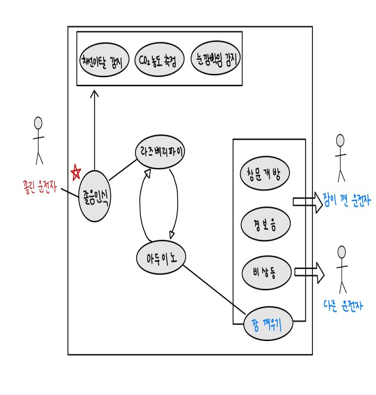 차선이탈 감지
CO₂ 농도 측정
눈깜박임 감지
졸린 운전자
졸음인식
라즈베리파이
아두이노
창문 개방
경보음
비상등
잠 깨우기
잠이 깬 운전자
다른 운전자